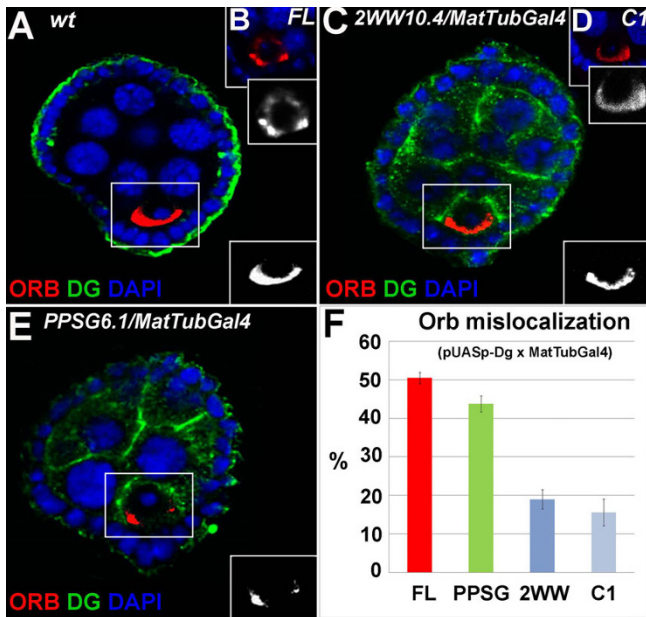 A wt
B FL
C 2WW10.4/MatTubGal4
D C1
ORB DG DAPI
ORB DG DAPI
E PPSG6.1/MatTubGal4
ORB DG DAPI
F Orb mislocalization
(pUASp-Dg x MatTubGal4)
60
50
40
%
30
20
10
0
FL PPSG 2WW C1